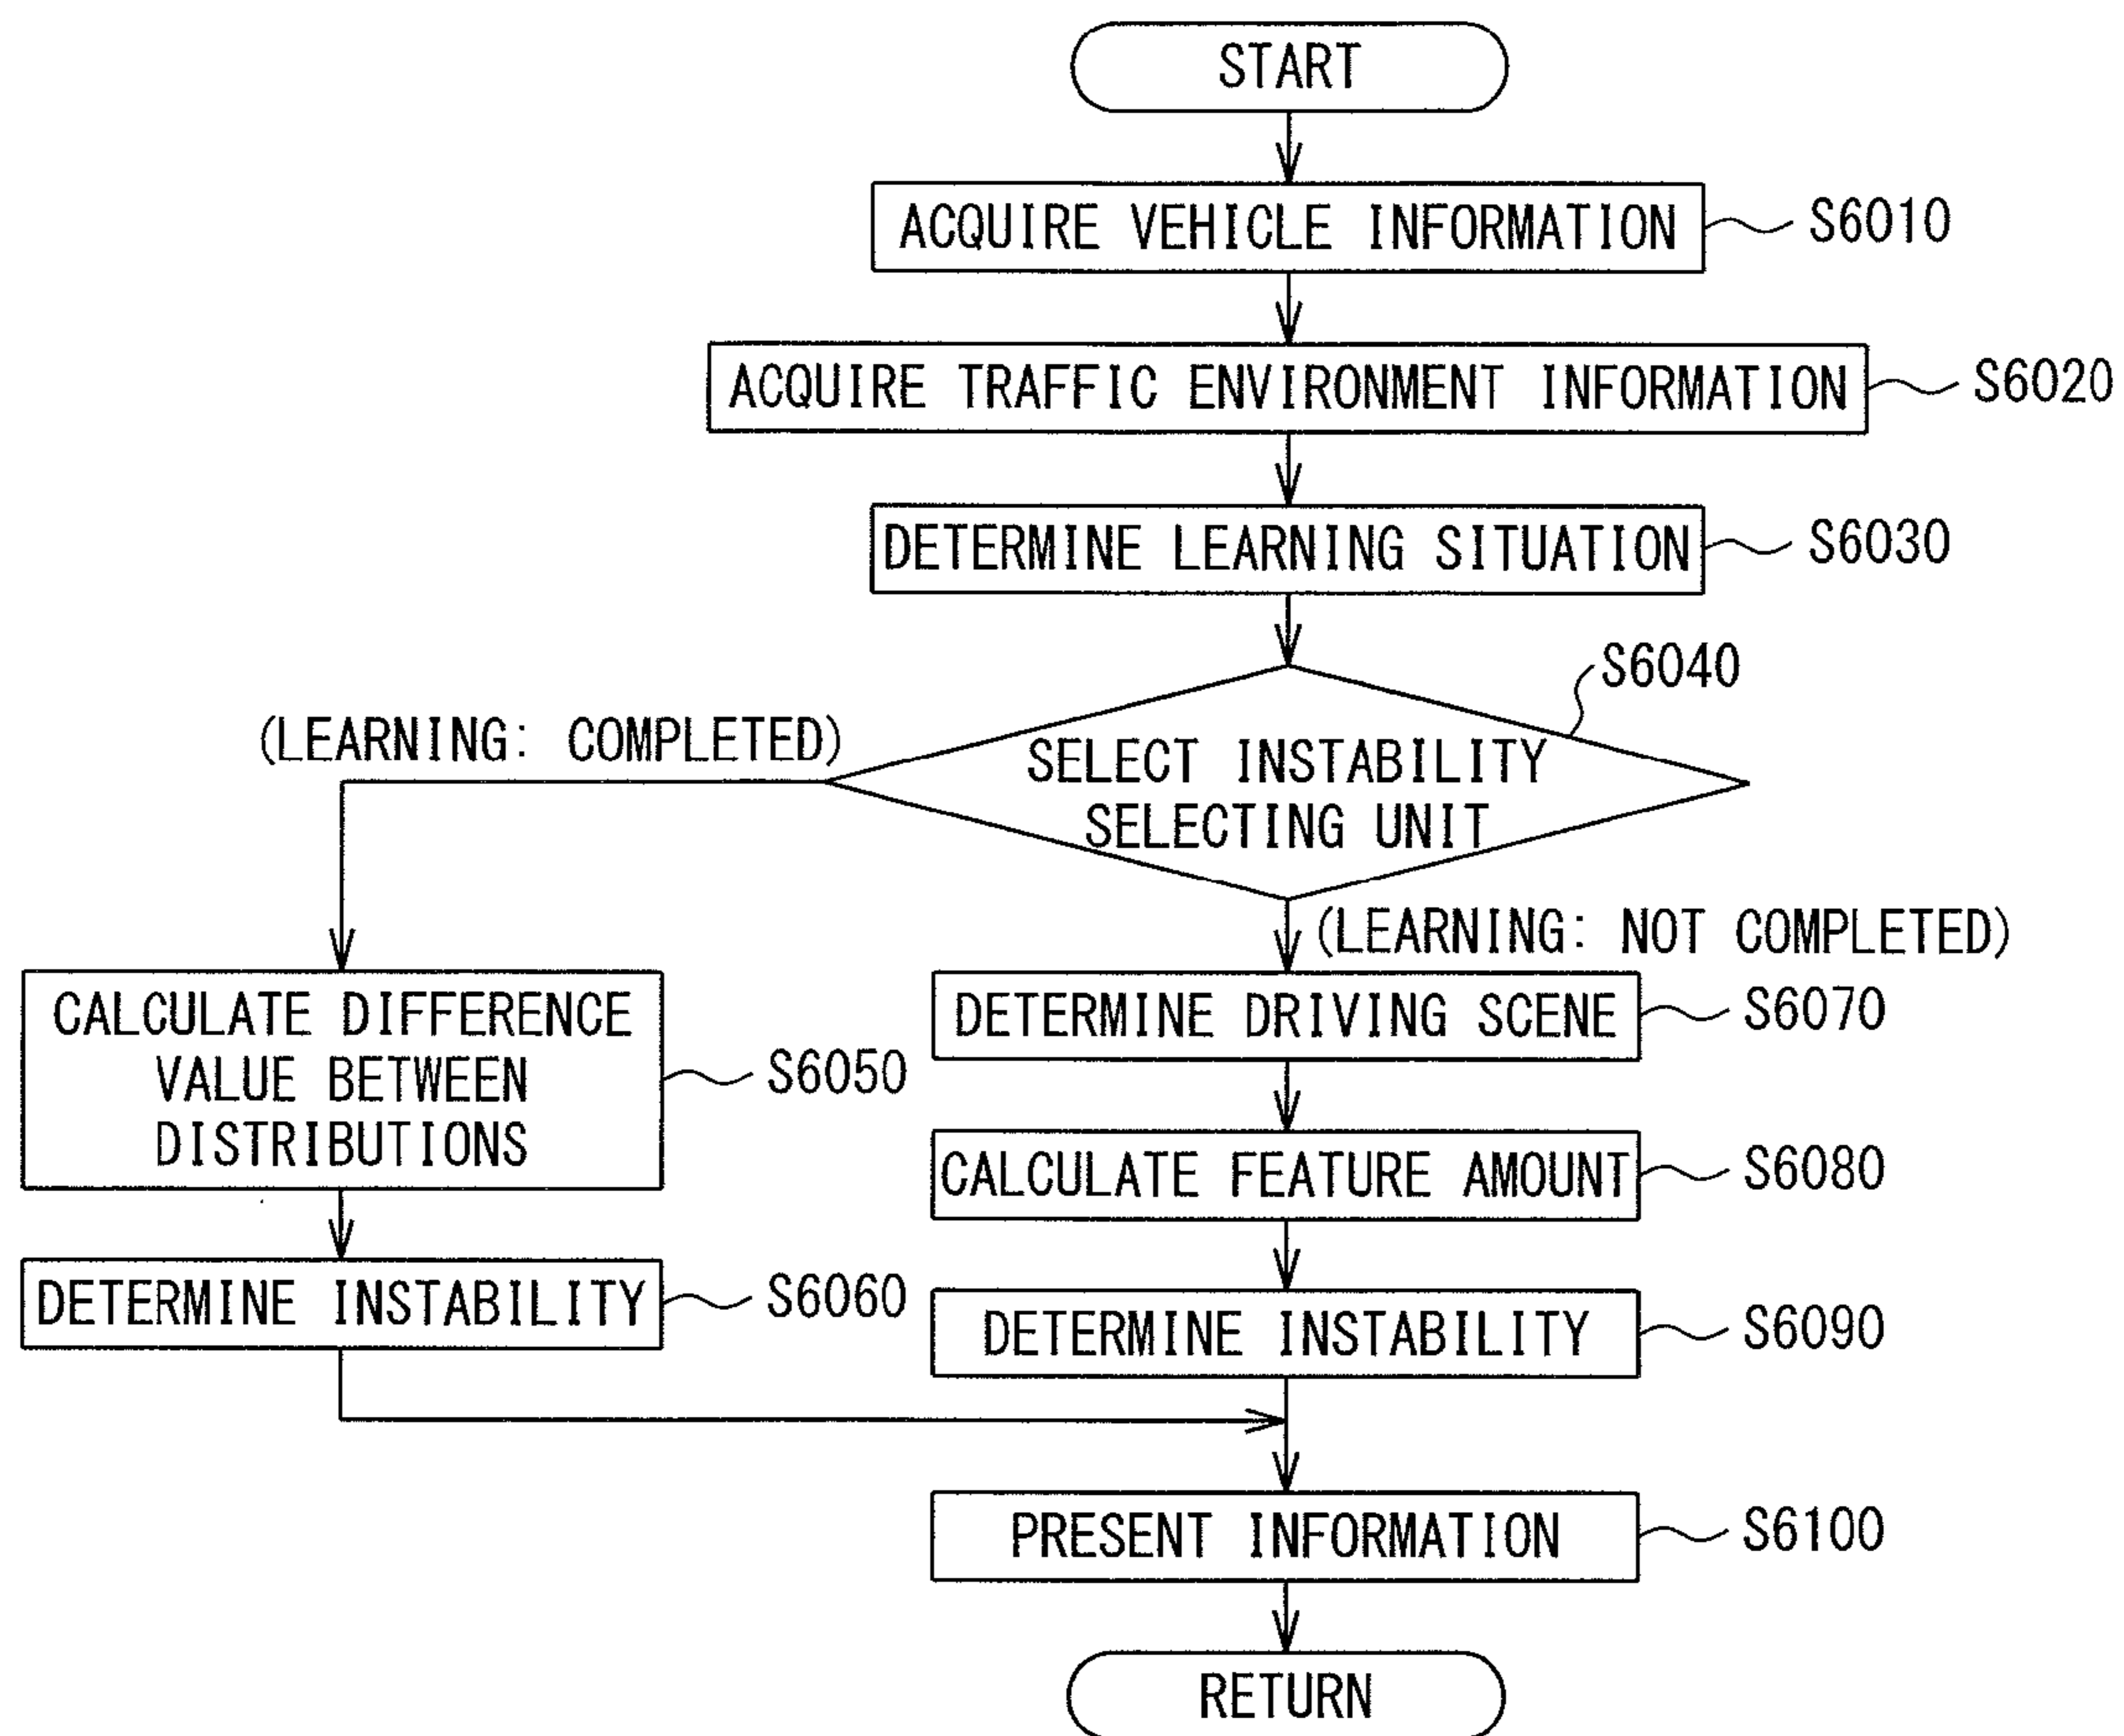 START
ACQUIRE VEHICLE INFORMATION
S6010
ACQUIRE TRAFFIC ENVIRONMENT INFORMATION
S6020
DETERMINE LEARNING SITUATION
S6030
S6040
(LEARNING: COMPLETED)
SELECT INSTABILITY
SELECTING UNIT
(LEARNING: NOT COMPLETED)
CALCULATE DIFFERENCE
VALUE BETWEEN
DISTRIBUTIONS
S6050
DETERMINE INSTABILITY
S6060
DETERMINE DRIVING SCENE
S6070
CALCULATE FEATURE AMOUNT
S6080
DETERMINE INSTABILITY
S6090
PRESENT INFORMATION
S6100
RETURN